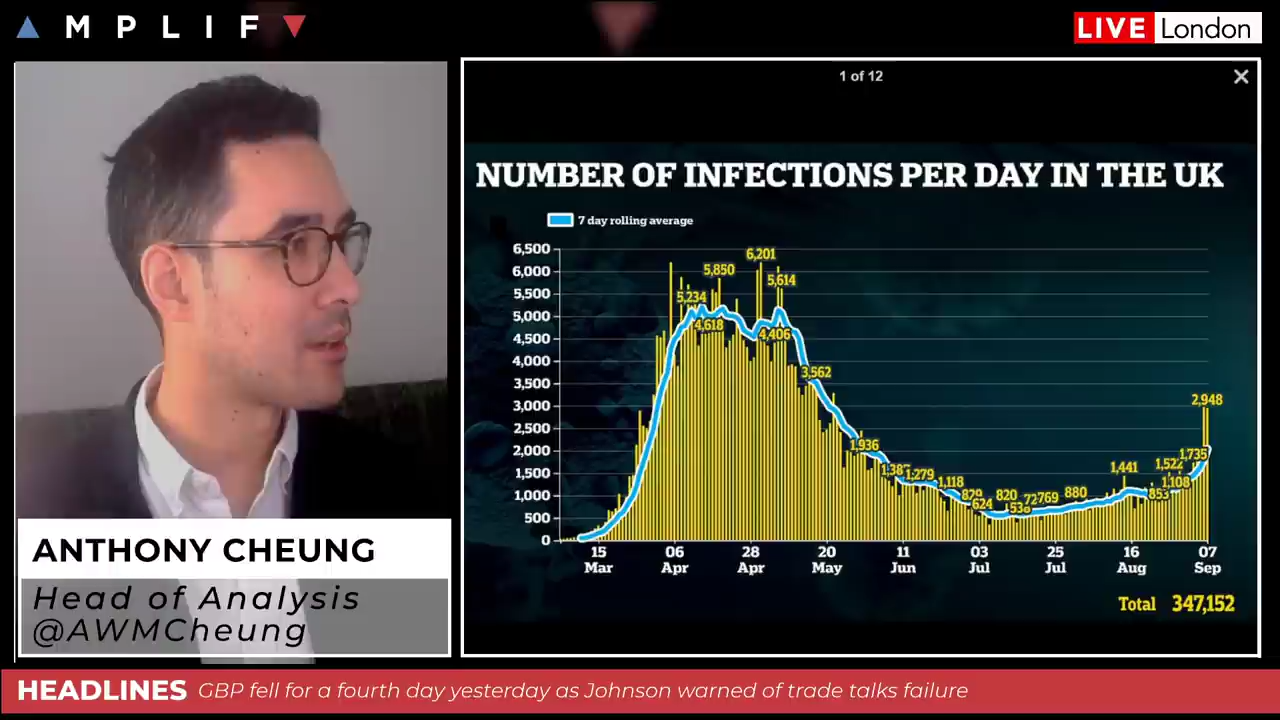 MPLIF
LIVE London
1 of 12
NUMBER OF INFECTIONS PER DAY IN THE UK
7 day rolling average
6,500
6,000
5,500
5,000
4,500
4,000
3,500
3,000
2,500
2,000
1,500
1,000
500
0
5,234
4,618
5,850
6,201
5,614
4,406
3,562
1,936
1,387
1,279
1,118
829
624
820
538
769
880
1,441
853
1,522
1,108
1,735
2,948
15 Mar
06 Apr
28 Apr
20 May
11 Jun
03 Jul
25 Jul
16 Aug
07 Sep
Total 347,152
ANTHONY CHEUNG
Head of Analysis
@AWMCheung
HEADLINES GBP fell for a fourth day yesterday as Johnson warned of trade talks failure